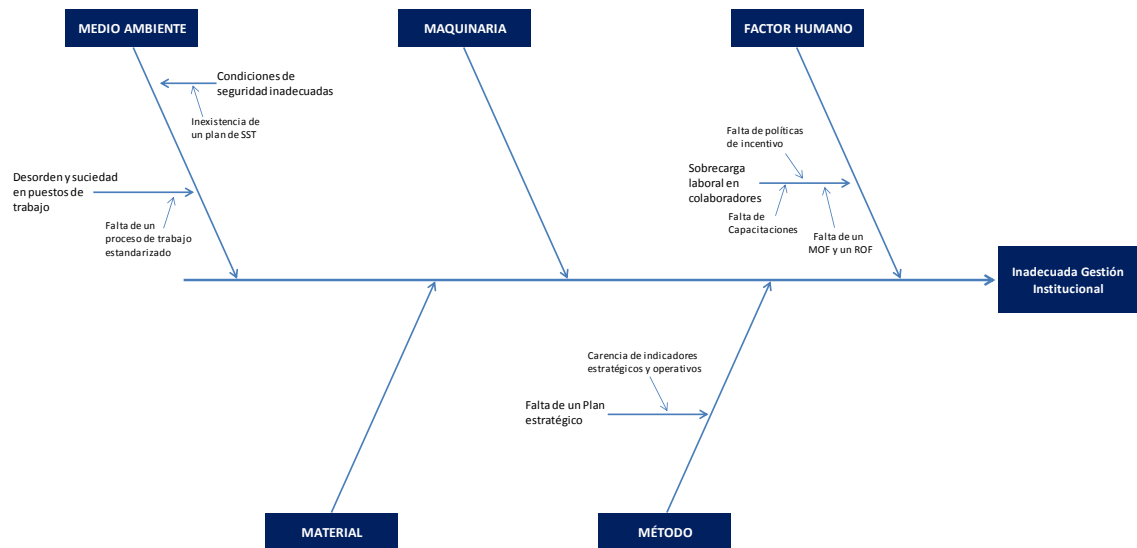 MEDIO AMBIENTE
MAQUINARIA
FACTOR HUMANO
Condiciones de
seguridad inadecuadas
Inexistencia de
un plan de SST
Desorden y suciedad
en puestos de
trabajo
Falta de un
proceso de trabajo
estandarizado
Falta de políticas
de incentivo
Sobrecarga
laboral en
colaboradores
Falta de
Capacitaciones
Falta de un
MOF y un ROF
Inadecuada Gestión
Institucional
Carencia de indicadores
estratégicos y operativos
Falta de un Plan
estratégico
MATERIAL
MÉTODO